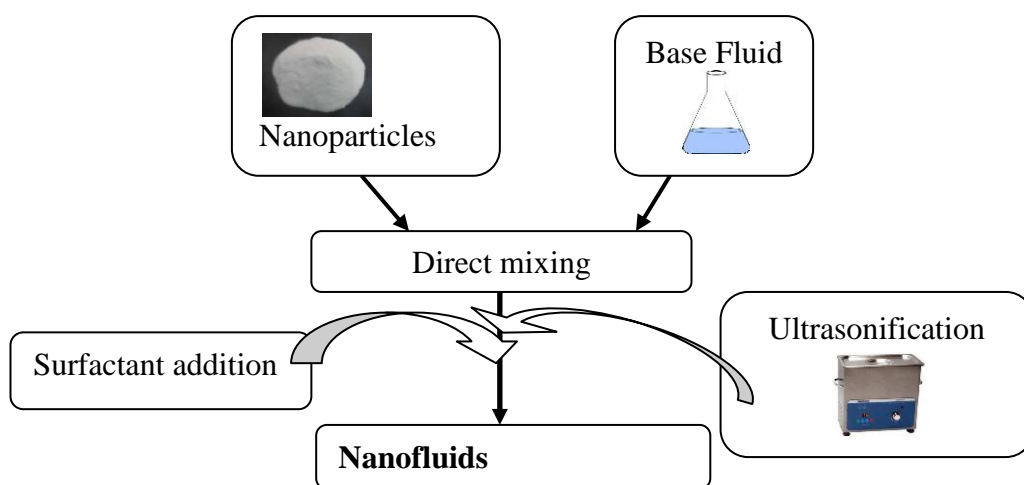 Nanoparticles
Base Fluid
Direct mixing
Surfactant addition
Ultrasonification
Nanofluids